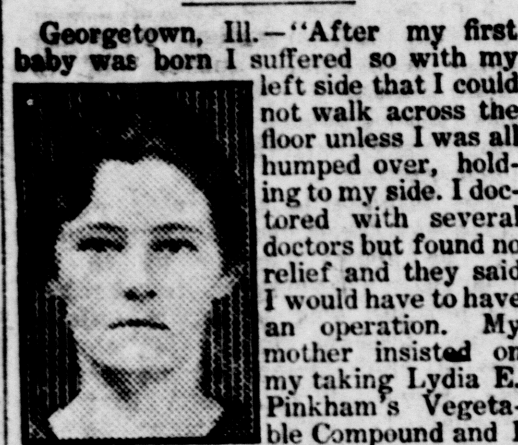 Georgetown, Ill.—"After my first
baby was born I suffered so with my
left side that I could
not walk across the
floor unless I was all
humped over, hold-
ing to my side. I doc-
tored with several
doctors but found no
relief and they said
I would have to have
an operation. My
mother insisted on
my taking Lydia E.
Pinkham's Vegeta-
ble Compound and I